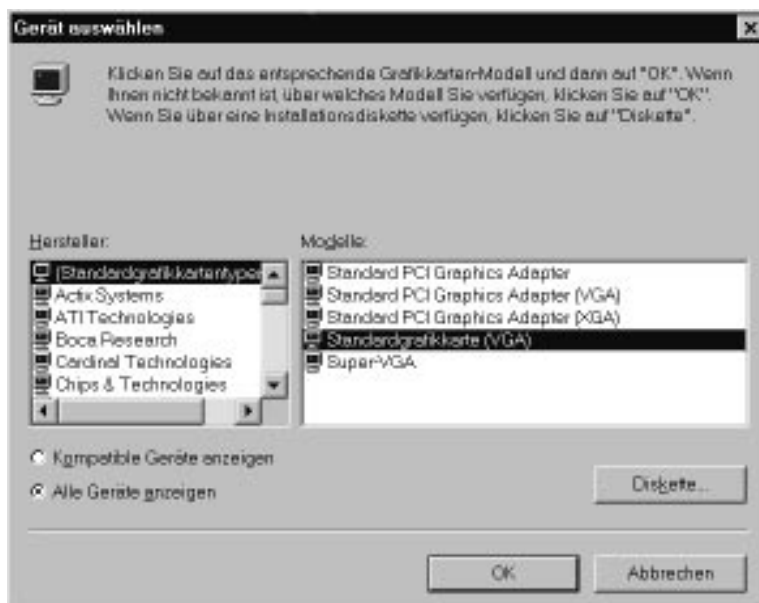 Gerät auswählen
Klicken Sie auf das entsprechende Grafikkarten-Modell und dann auf "OK". Wenn
Ihnen nicht bekannt ist, über welches Modell Sie verfügen, klicken Sie auf "OK".
Wenn Sie über eine Installationsdiskette verfügen, klicken Sie auf "Diskette".
Hersteller:
(Standardgrafikkartentypen
Actix Systems
ATI Technologies
Boca Research
Cardinal Technologies
Chips & Technologies
Modelle:
Standard PCI Graphics Adapter
Standard PCI Graphics Adapter (VGA)
Standard PCI Graphics Adapter (XGA)
Standardgrafikkarte (VGA)
Super-VGA
Kompatible Geräte anzeigen
Alle Geräte anzeigen
Diskette...
OK
Abbrechen